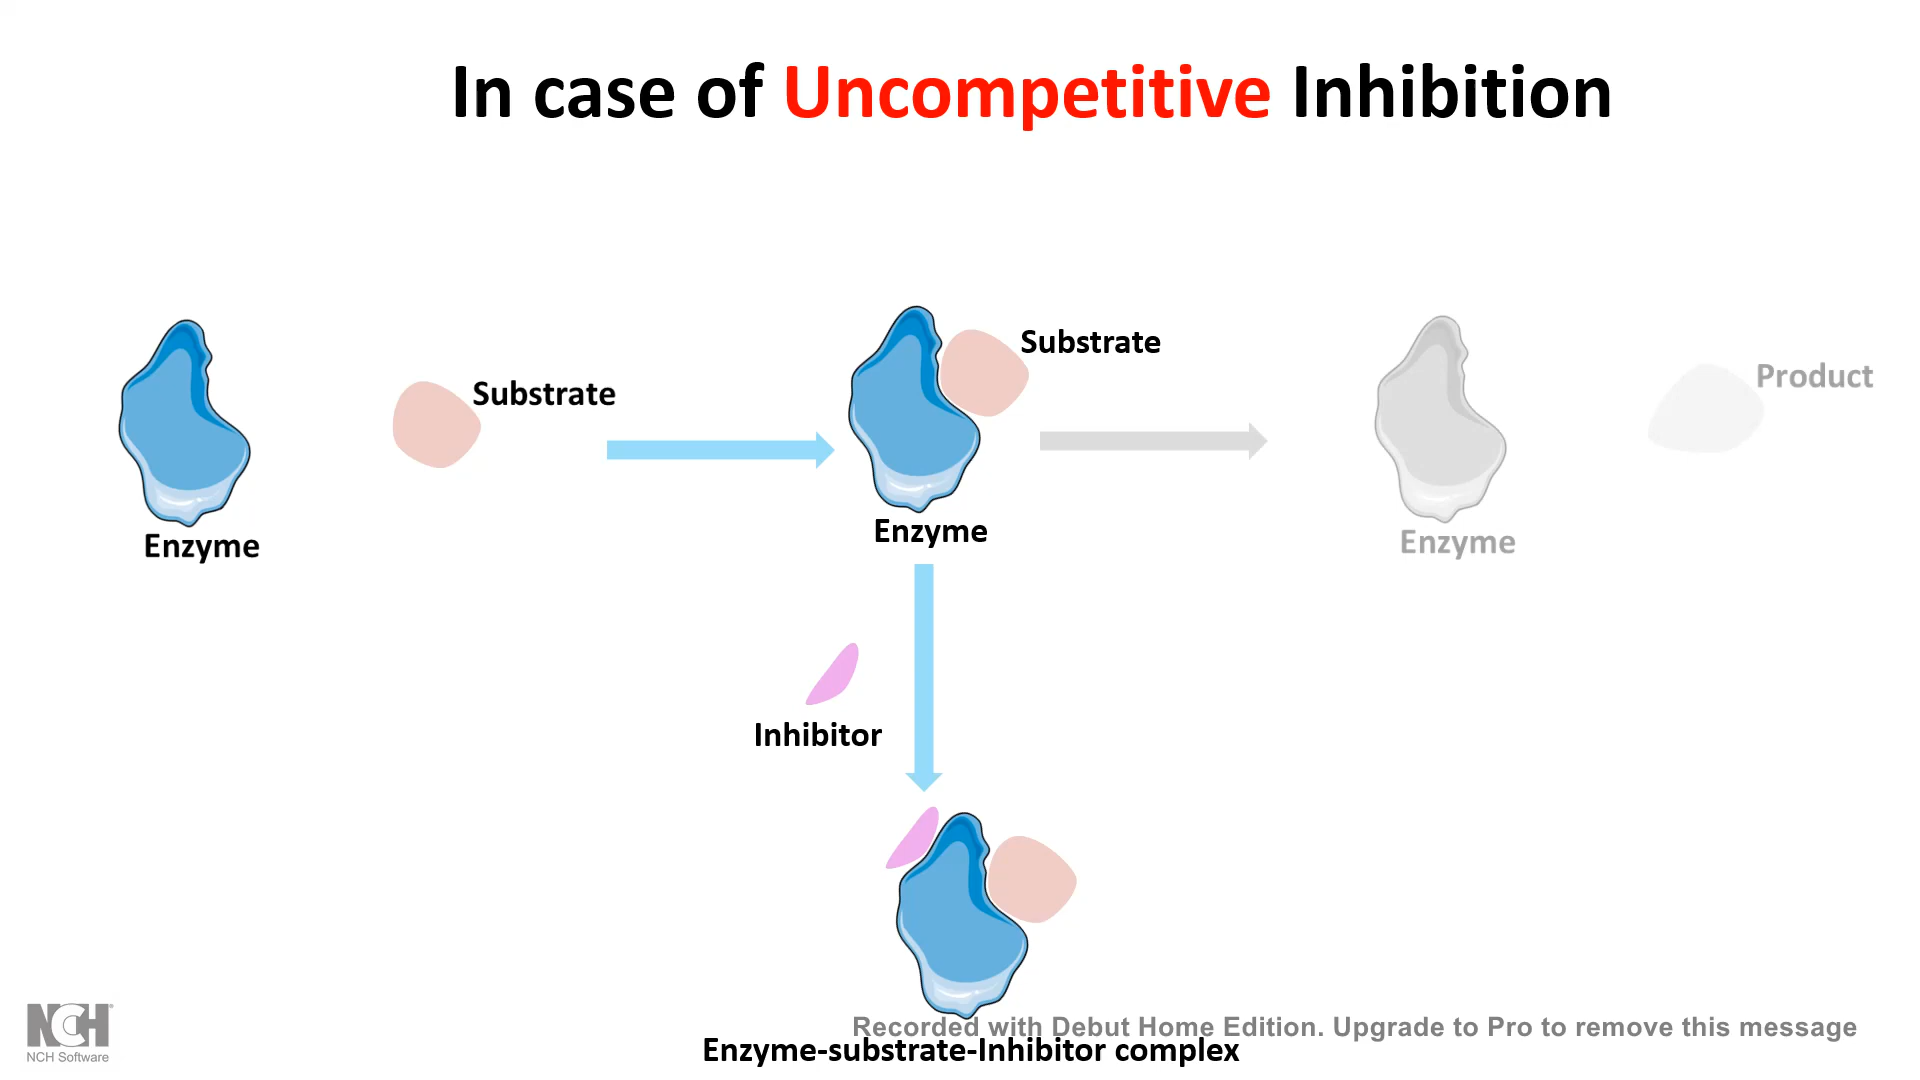 In case of Uncompetitive Inhibition
Substrate
Product
Substrate
Enzyme
Enzyme
Enzyme
Inhibitor
NCH®
NCH Software
Recorded with Debut Home Edition. Upgrade to Pro to remove this message
Enzyme-substrate-Inhibitor complex